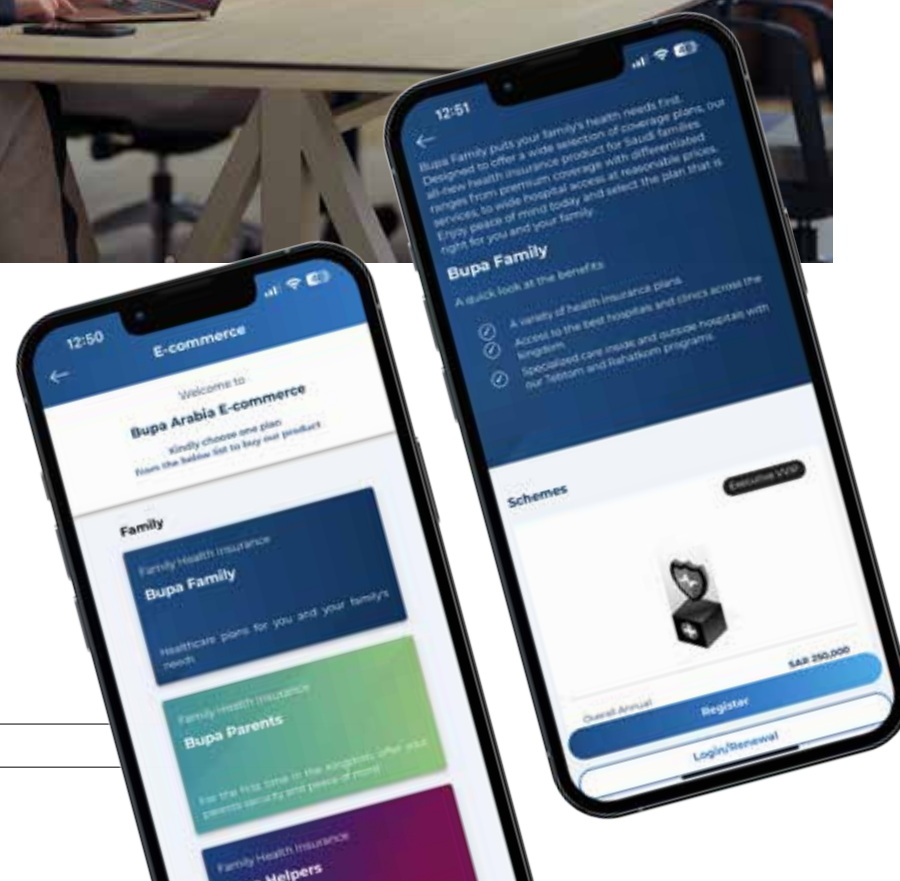 12:50
E-commerce
Welcome to
Bupa Arabia E-commerce
Kindly choose one plan
from the below list to buy our product
Family
Family Health Insurance
Bupa Family
Healthcare plans for you and your family's
needs
Family Health Insurance
Bupa Parents
For the first time in the kingdom, offer your
parents security and peace of mind
Family Health Insurance
Helpers
12:51
Bupa Family puts your family's health needs first.
Designed to offer a wide selection of coverage plans, our
all-new health insurance product for Saudi families
ranges from premium coverage with differentiated
services, to wide hospital access at reasonable prices.
Enjoy peace of mind today and select the plan that is
right for you and your family.
Bupa Family
A quick look at the benefits:
A variety of health insurance plans.
Access to the best hospitals and clinics across the
kingdom.
Specialized care inside and outside hospitals with
our Tebtom and Rahatkom programs.
Schemes
Executive
SAR 250,000
Overall Annual
Register
Login/Renewal